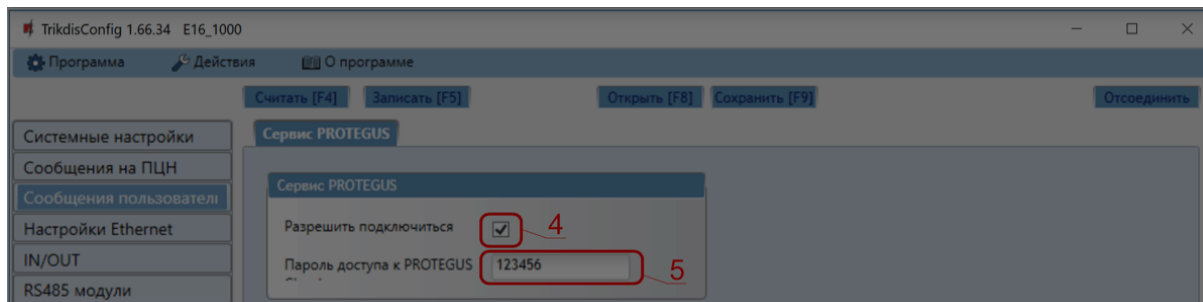 TrikdisConfig 1.66.34 E16_1000
Программа Действия О программе
Считать [F4] Записать [F5] Открыть [F8] Сохранить [F9] Отсоединить
Системные настройки
Сообщения на ПЦН
Сообщения пользователи
Настройки Ethernet
IN/OUT
RS485 модули
Сервис PROTEGUS
Сервис PROTEGUS
Разрешить подключиться 4
Пароль доступа к PROTEGUS 123456 5